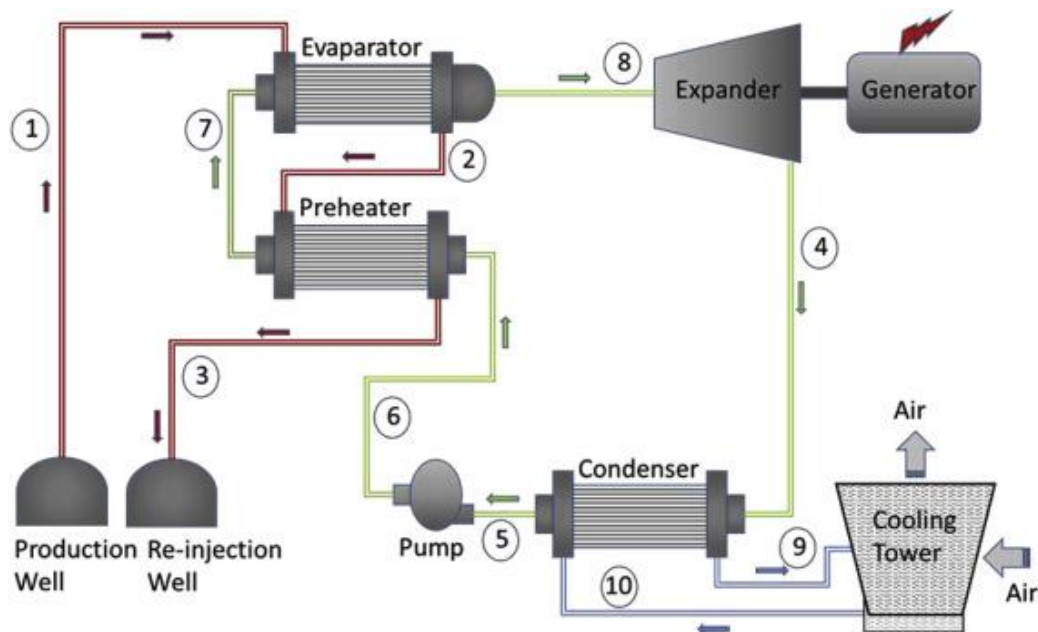 Evaparator
8
Expander
Generator
1
7
2
Preheater
4
3
6
Air
Condenser
Cooling
Tower
Production
Well
Re-injection
Well
Pump
5
9
Air
10